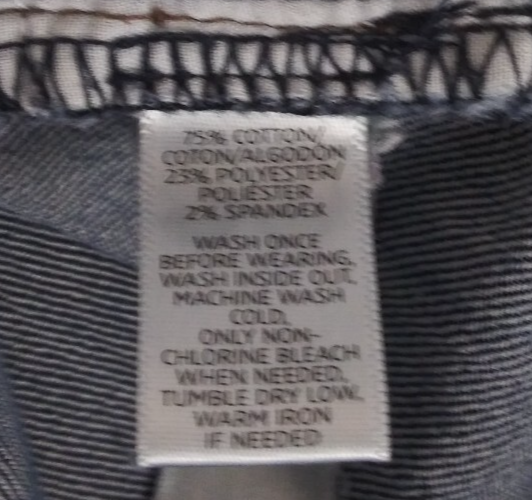 75% COTTON/
COTON/ALGODÓN
23% POLYESTER/
POLIÉSTER
2% SPANDEX
WASH ONCE
BEFORE WEARING,
WASH INSIDE OUT,
MACHINE WASH
COLD,
ONLY NON-
CHLORINE BLEACH
WHEN NEEDED,
TUMBLE DRY LOW,
WARM IRON
IF NEEDED